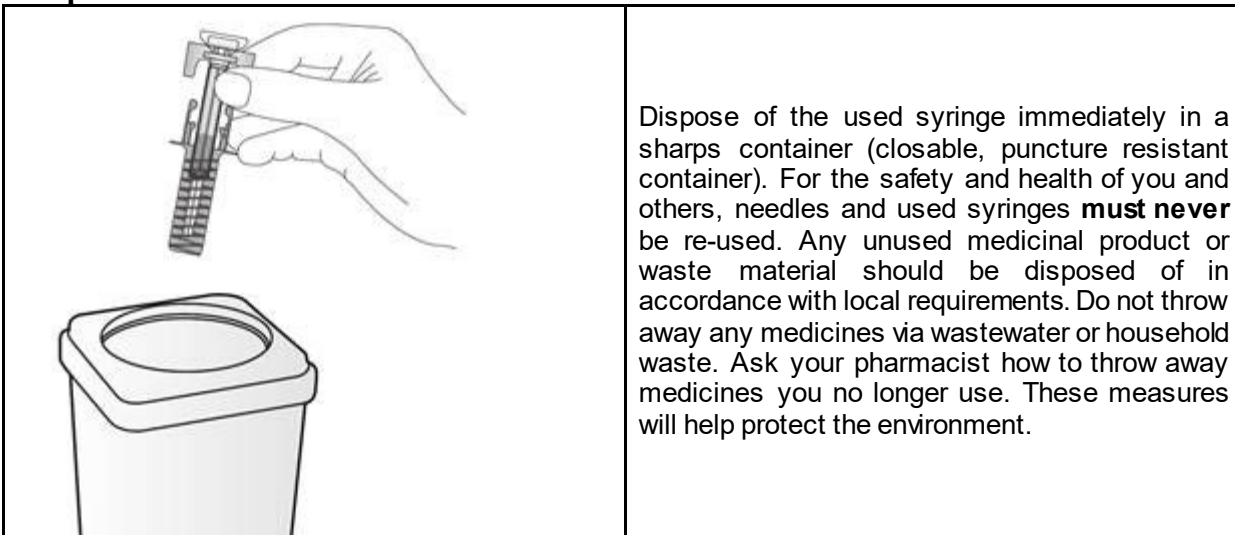 Dispose of the used syringe immediately in a
sharps container (closable, puncture resistant
container). For the safety and health of you and
others, needles and used syringes must never
be re-used. Any unused medicinal product or
waste material should be disposed of in
accordance with local requirements. Do not throw
away any medicines via wastewater or household
waste. Ask your pharmacist how to throw away
medicines you no longer use. These measures
will help protect the environment.